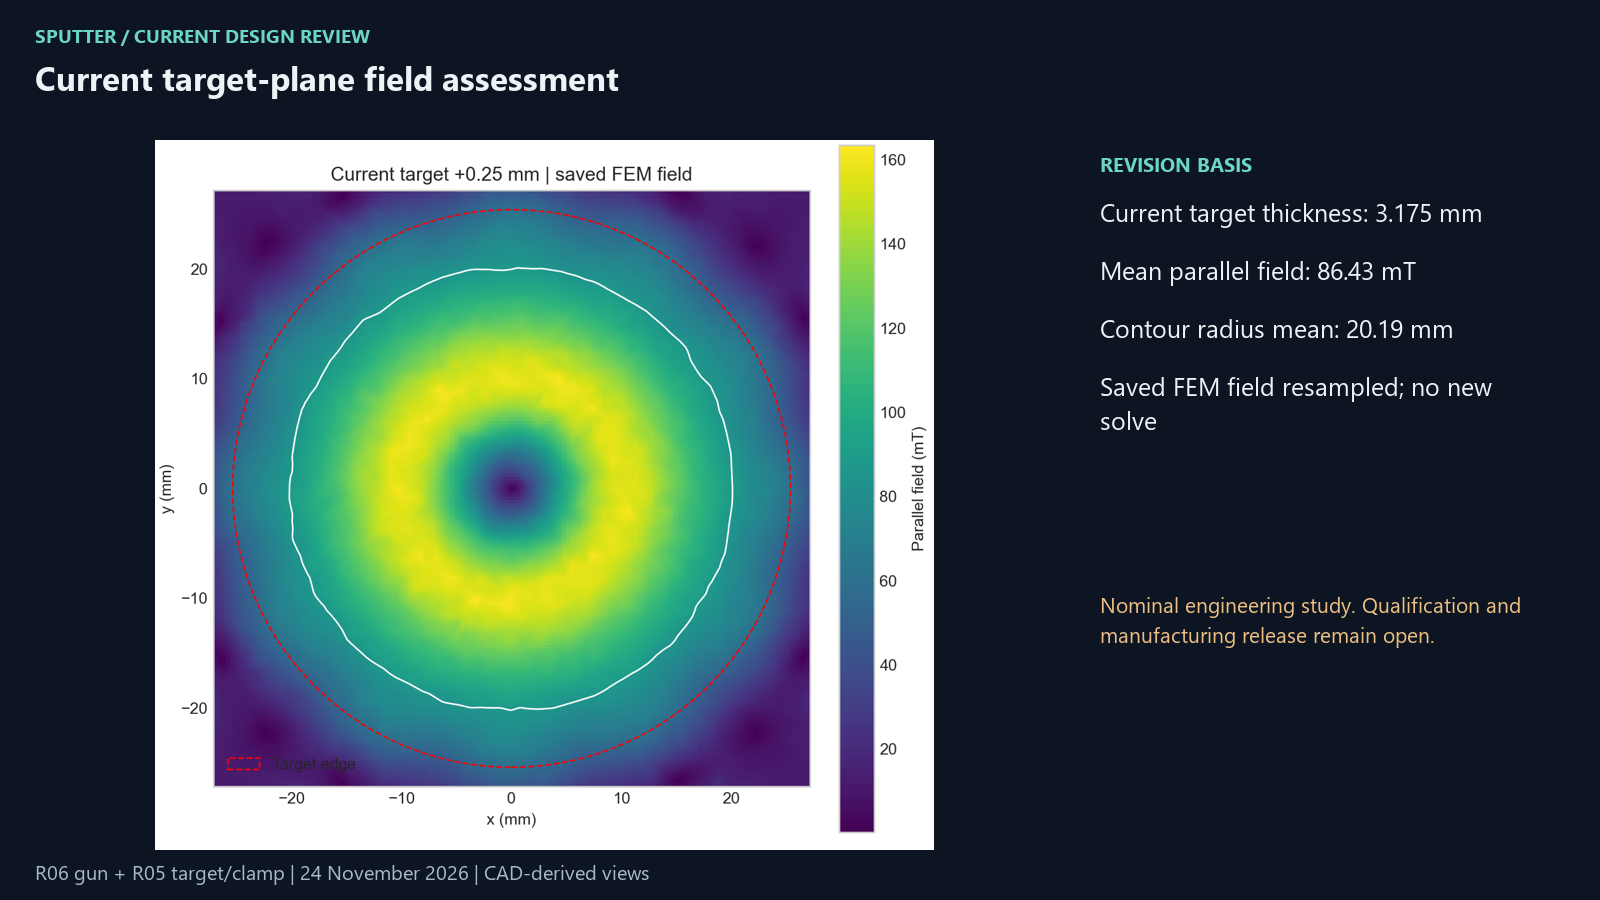 SPUTTER / CURRENT DESIGN REVIEW
Current target-plane field assessment
Current target +0.25 mm | saved FEM field
20
10
0
−10
−20
y (mm)
−20
−10
0
10
20
x (mm)
Target edge
160
140
120
100
80
60
40
20
Parallel field (mT)
REVISION BASIS
Current target thickness: 3.175 mm
Mean parallel field: 86.43 mT
Contour radius mean: 20.19 mm
Saved FEM field resampled; no new
solve
Nominal engineering study. Qualification and
manufacturing release remain open.
R06 gun + R05 target/clamp | 24 November 2026 | CAD-derived views